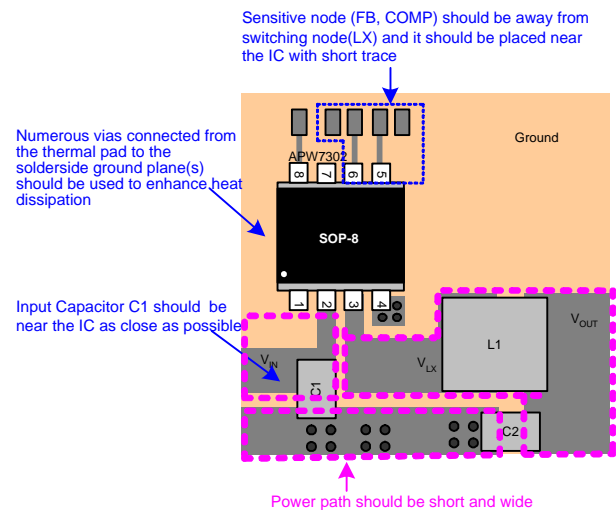 Sensitive node (FB, COMP) should be away from
switching node(LX) and it should be placed near
the IC with short trace
Numerous vias connected from
the thermal pad to the
solderside ground plane(s)
should be used to enhance heat
dissipation
Ground
APW7302
8
7
6
5
SOP-8
1
2
3
4
Input Capacitor C1 should be
near the IC as close as possible
VIN
C1
VLX
L1
VOUT
C2
Power path should be short and wide